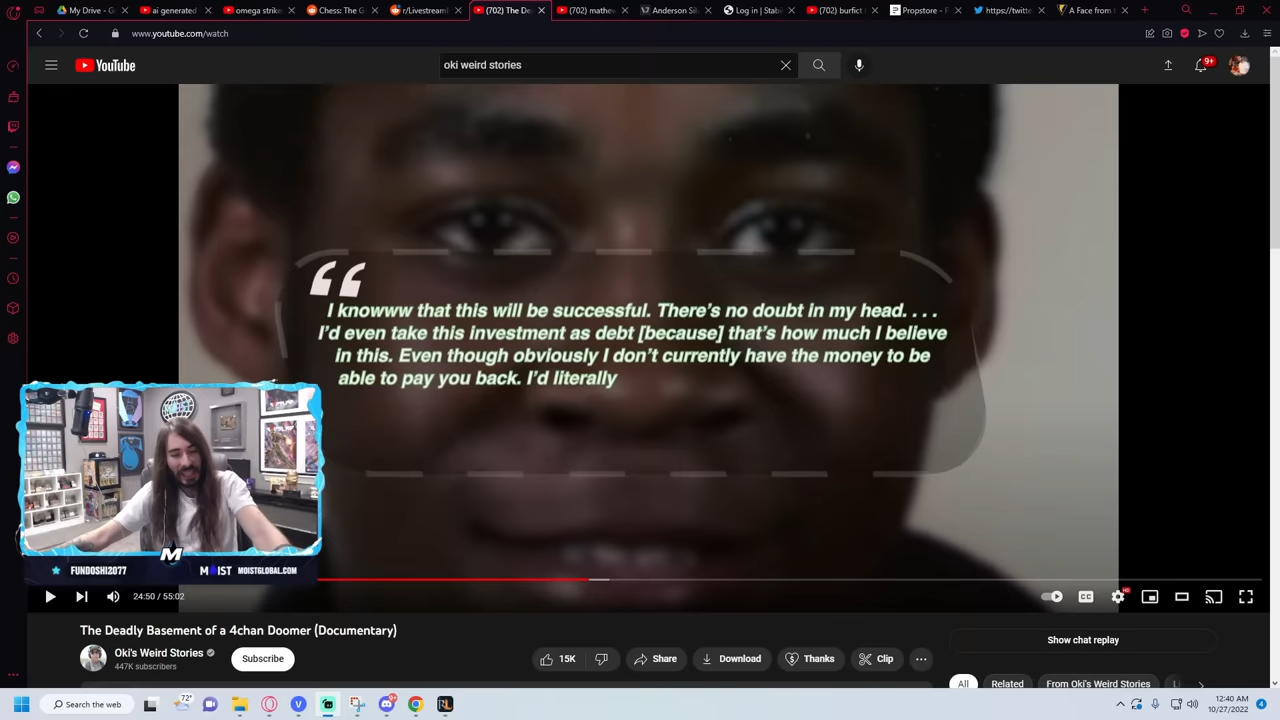 My Drive - G
ai generated
omega strike
Chess: The G
r/Livestream
(702) The De
(702) mathew
Anderson Sil
Log in | Stabi
(702) burfict
Propstore - P
https://twitte
A Face from t
www.youtube.com/watch
YouTube
oki weird stories
9+
“
I knowww that this will be successful. There’s no doubt in my head. . . .
I’d even take this investment as debt [because] that’s how much I believe
in this. Even though obviously I don’t currently have the money to be
able to pay you back. I’d literally
M
FUNDOSHI2077
MOIST
MOISTGLOBAL.COM
24:50 / 55:02
CC
HD
The Deadly Basement of a 4chan Doomer (Documentary)
Oki's Weird Stories
447K subscribers
Subscribe
15K
Share
Download
Thanks
Clip
Show chat replay
All
Related
From Oki's Weird Stories
Search the web
72°
12:40 AM
10/27/2022
4